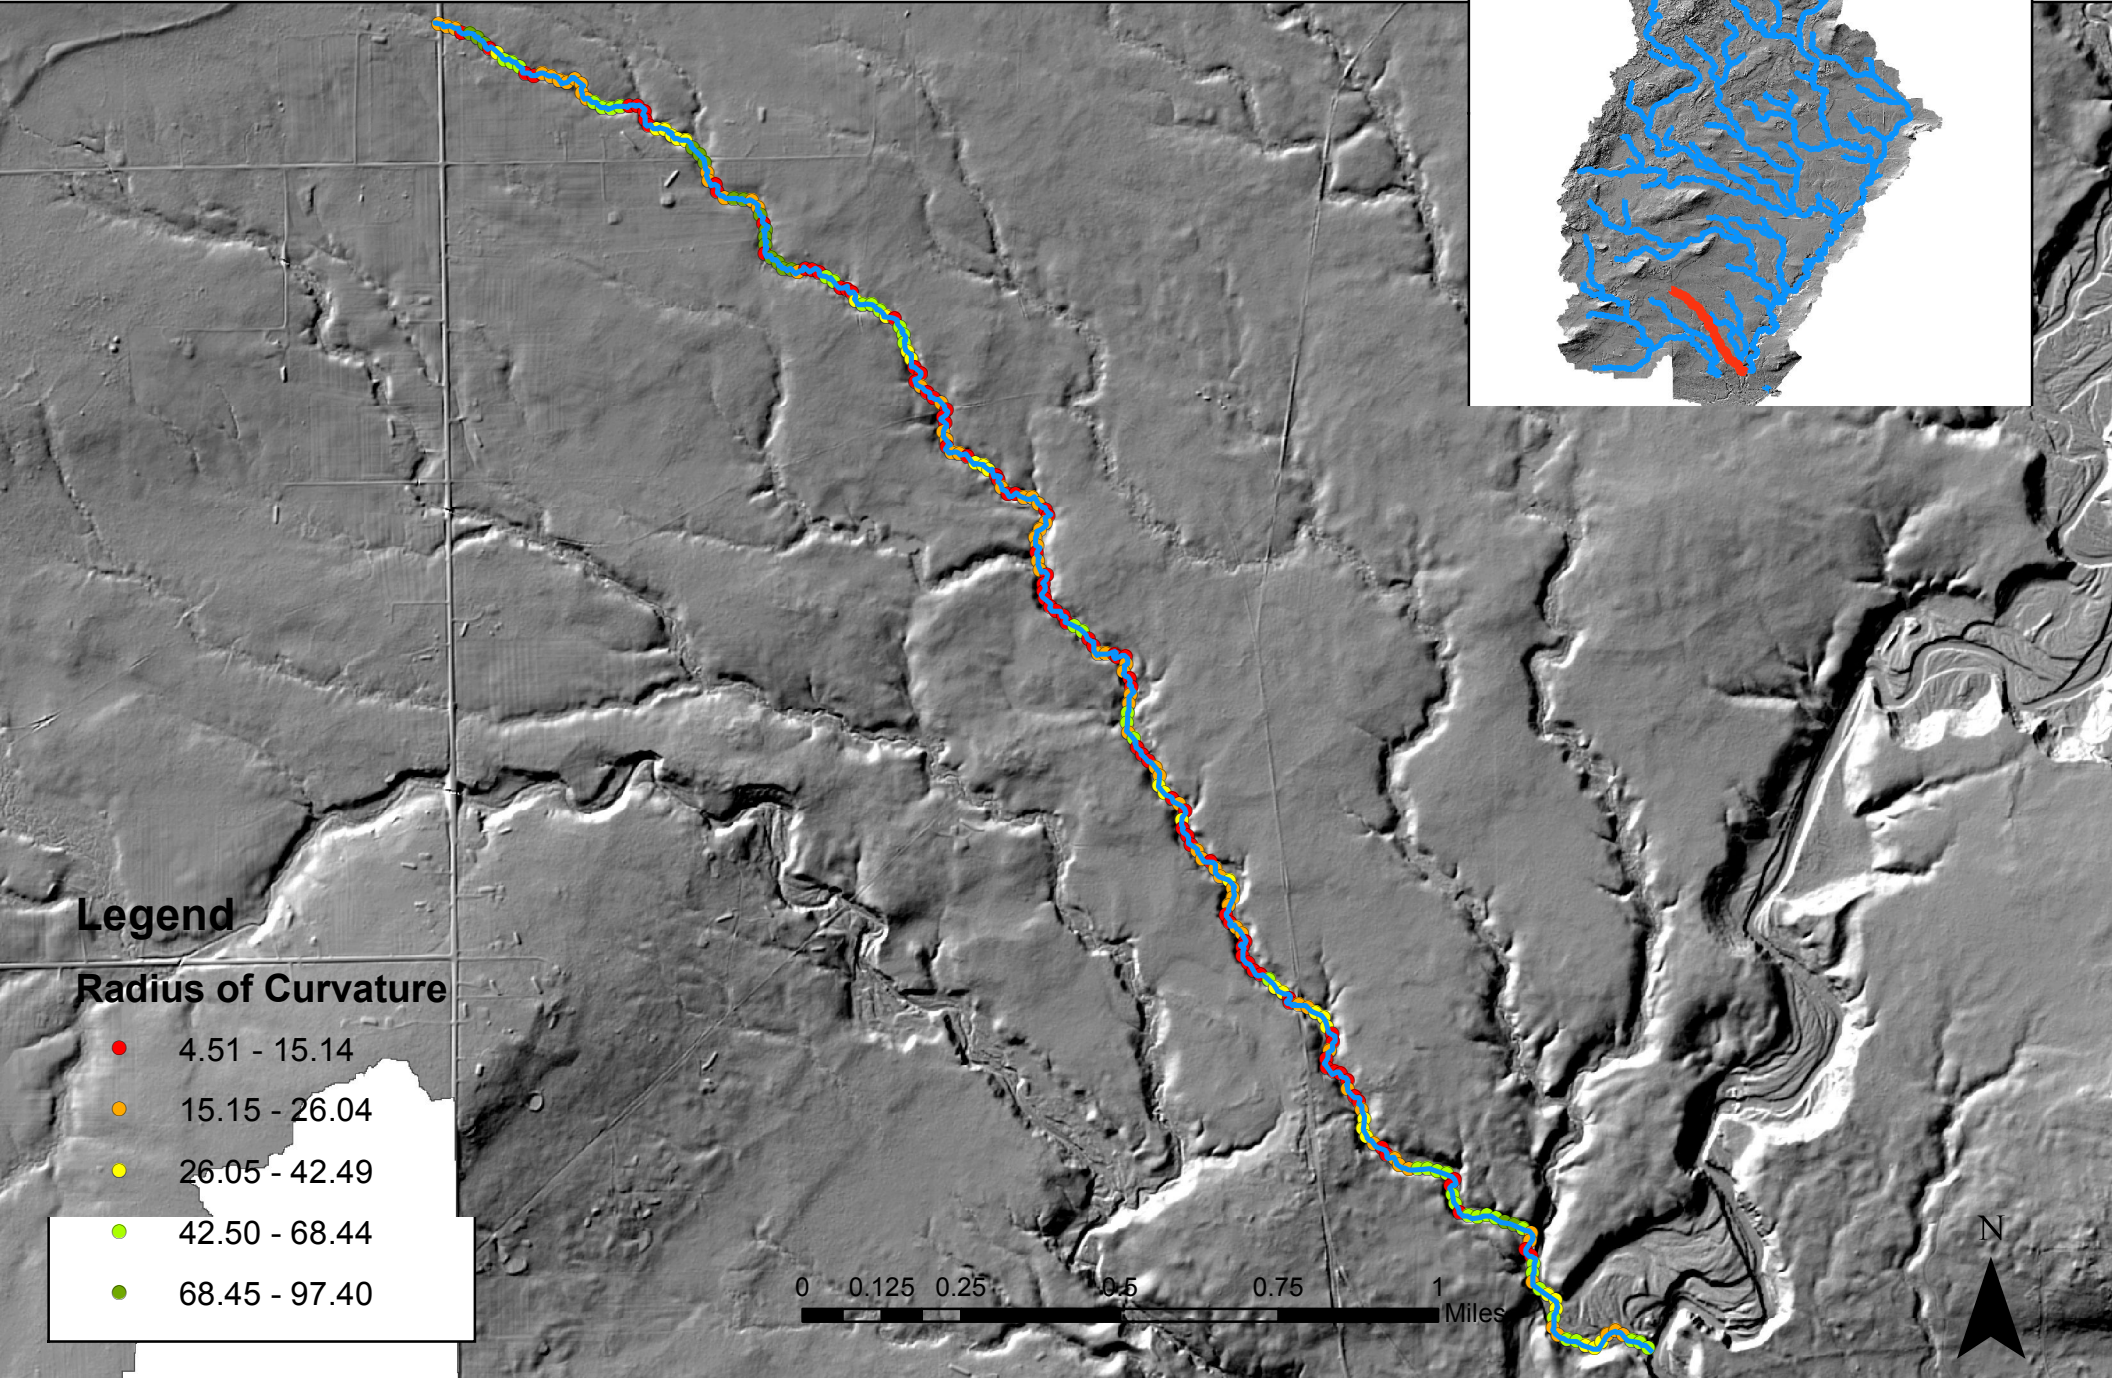 Legend
Radius of Curvature
4.51 - 15.14
15.15 - 26.04
26.05 - 42.49
42.50 - 68.44
68.45 - 97.40
0 0.125 0.25 0.5 0.75 1
Miles
N